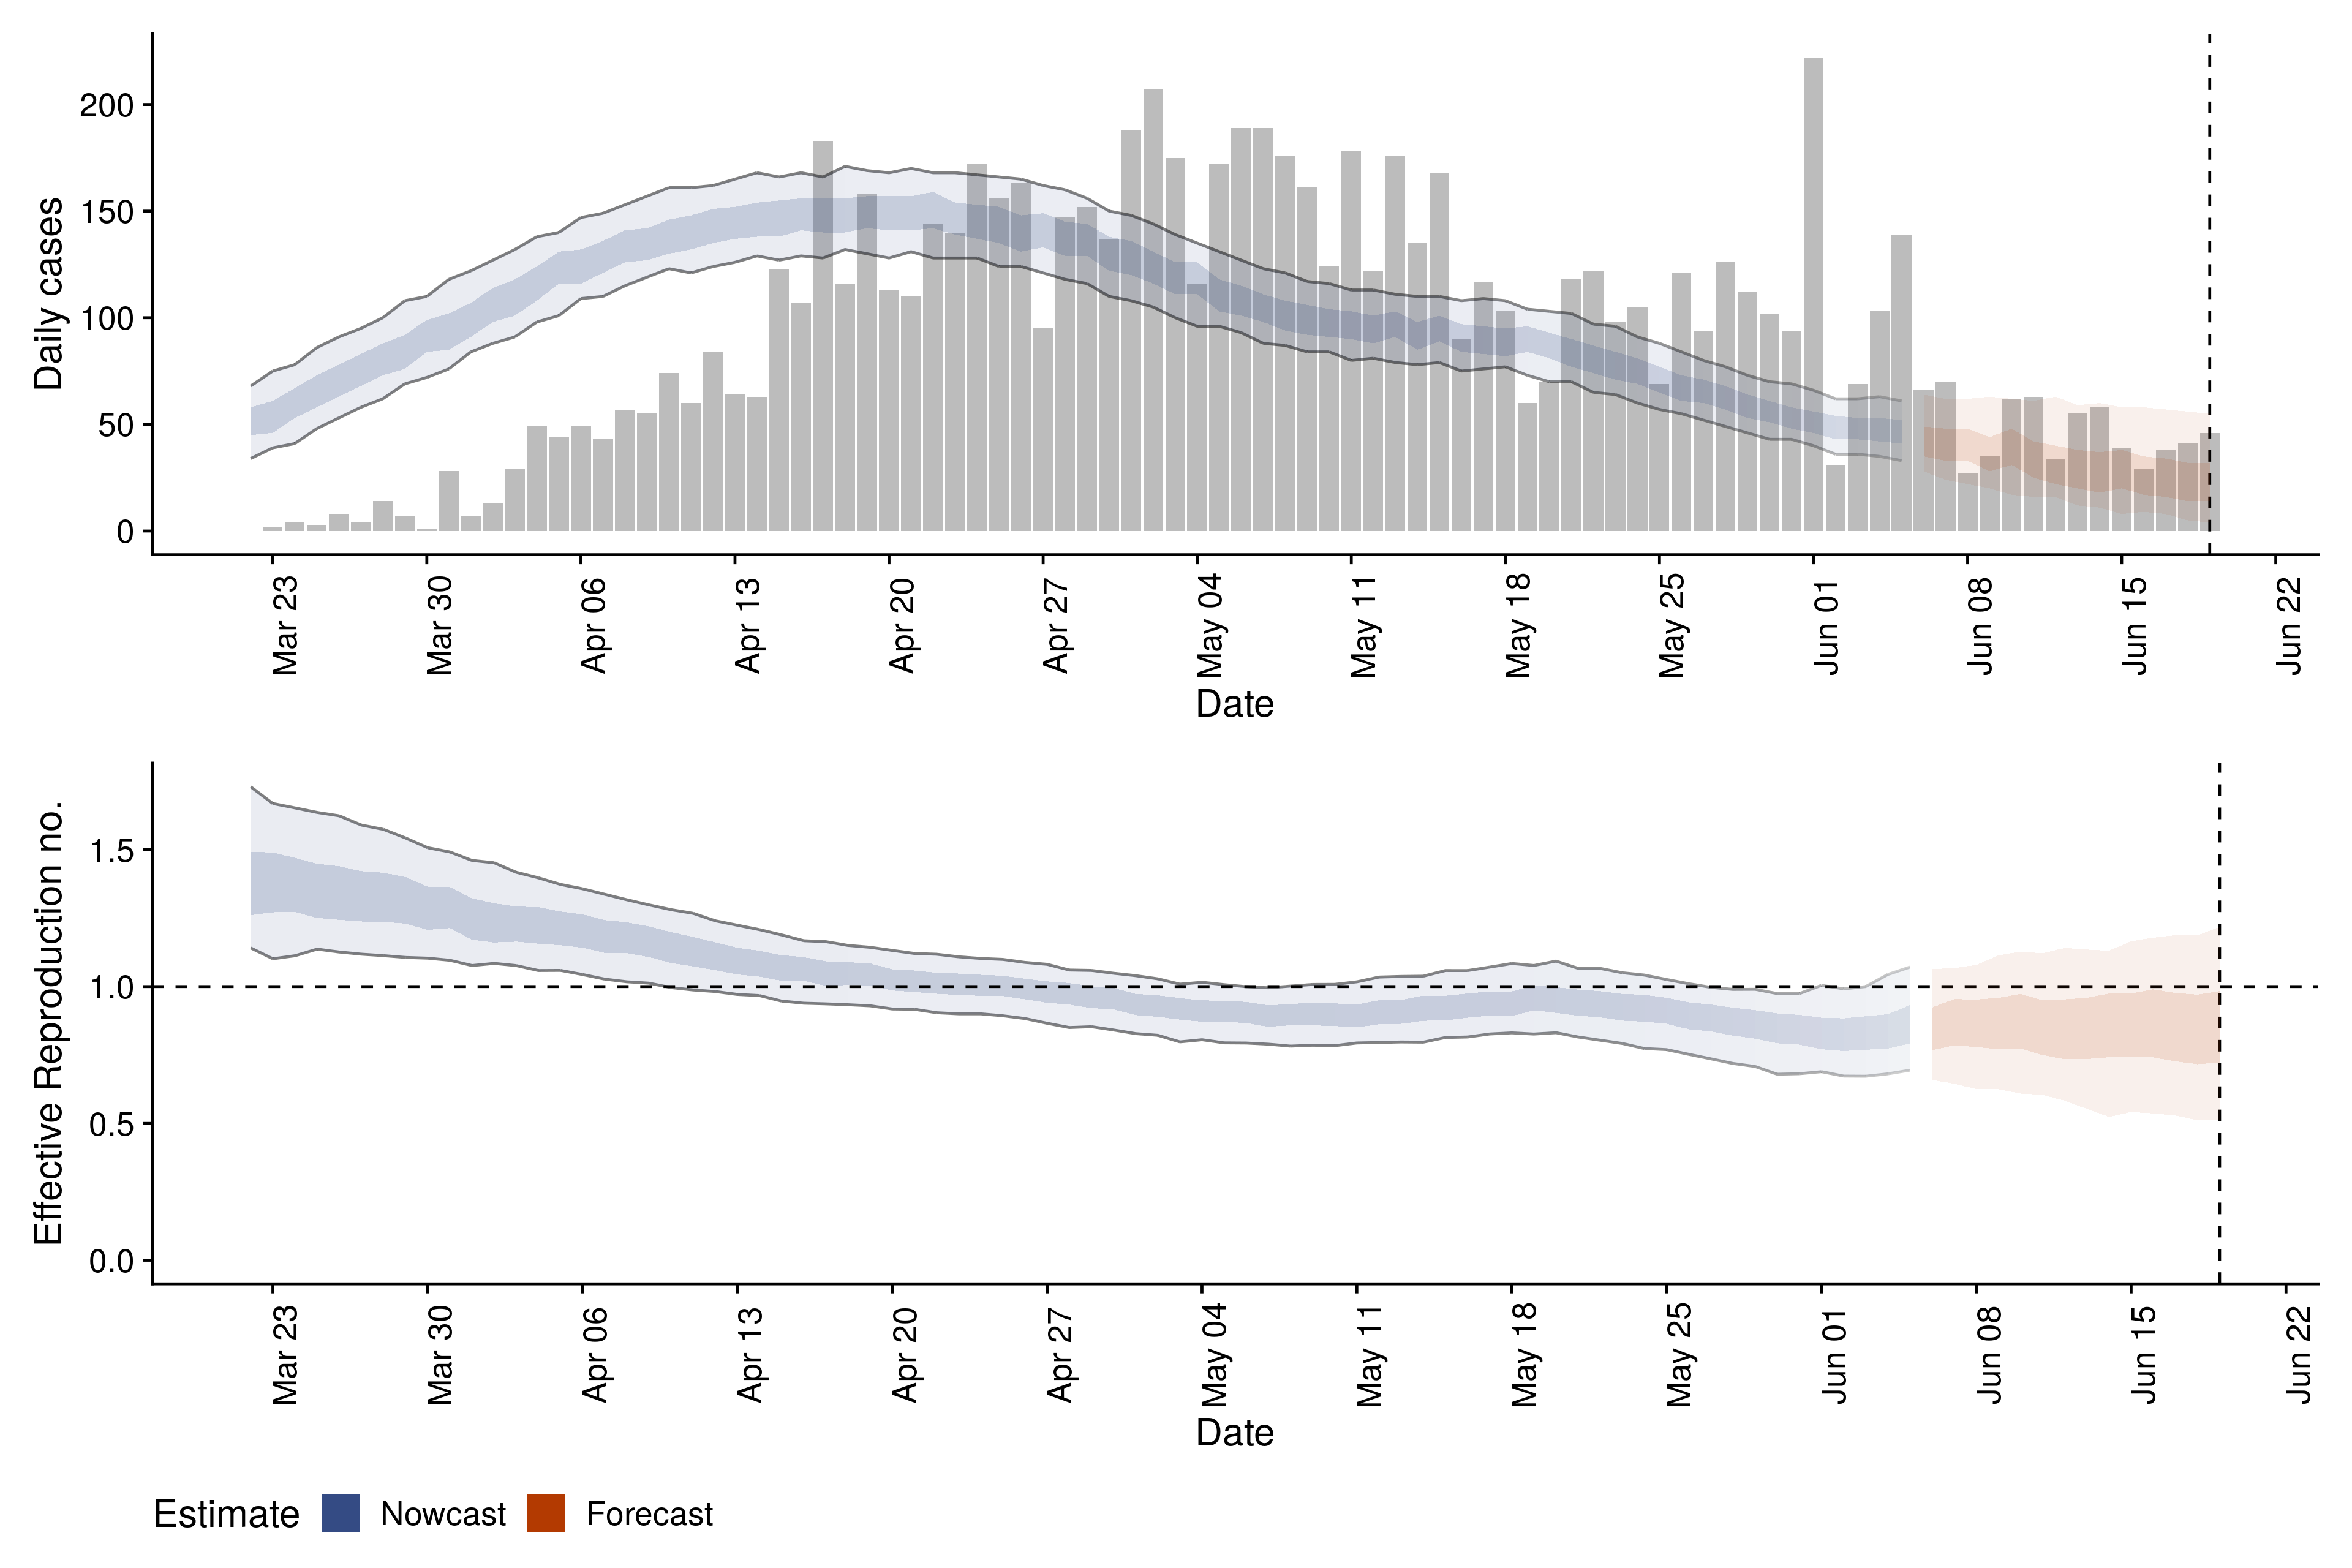 Daily cases
200
150
100
50
0
Mar 23
Mar 30
Apr 06
Apr 13
Apr 20
Apr 27
May 04
May 11
May 18
May 25
Jun 01
Jun 08
Jun 15
Jun 22
Date
Effective Reproduction no.
1.5
1.0
0.5
0.0
Mar 23
Mar 30
Apr 06
Apr 13
Apr 20
Apr 27
May 04
May 11
May 18
May 25
Jun 01
Jun 08
Jun 15
Jun 22
Date
Estimate Nowcast Forecast